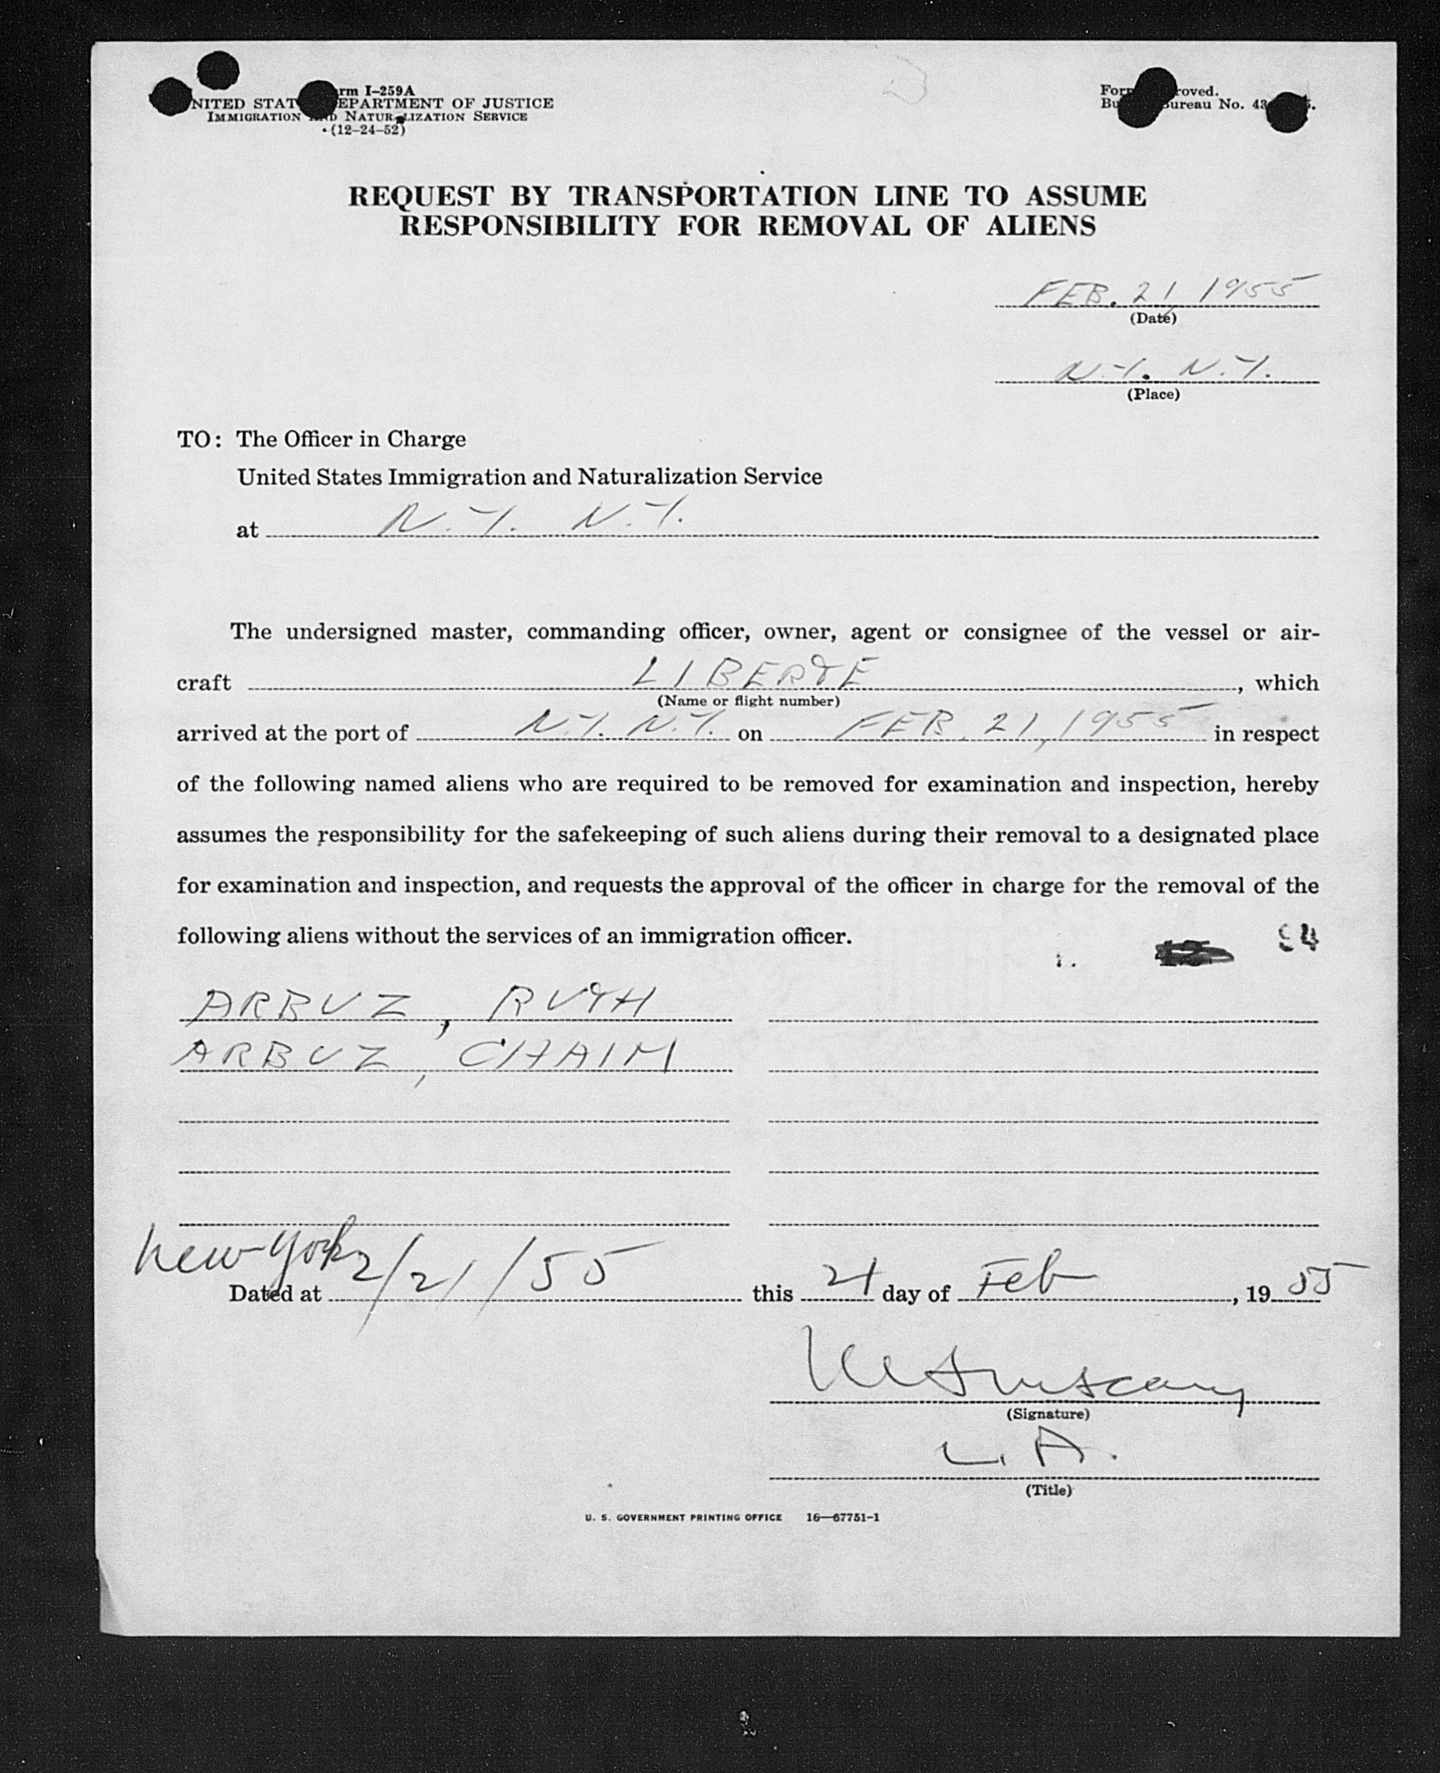 Form I-259A
UNITED STATES DEPARTMENT OF JUSTICE
IMMIGRATION AND NATURALIZATION SERVICE
(12-24-52)
Form approved.
Budget Bureau No. 43
REQUEST BY TRANSPORTATION LINE TO ASSUME
RESPONSIBILITY FOR REMOVAL OF ALIENS
FEB. 21, 1955
(Date)
N.Y. N.Y.
(Place)
TO: The Officer in Charge
United States Immigration and Naturalization Service
at N.Y. N.Y.
The undersigned master, commanding officer, owner, agent or consignee of the vessel or air-
craft LIBERTE, which
(Name or flight number)
arrived at the port of N.Y. N.Y. on FEB. 21, 1955 in respect
of the following named aliens who are required to be removed for examination and inspection, hereby
assumes the responsibility for the safekeeping of such aliens during their removal to a designated place
for examination and inspection, and requests the approval of the officer in charge for the removal of the
following aliens without the services of an immigration officer.
94
ARBUZ, RUTH
ARBUZ, CHAIM
Dated at New York 2/21/55 this 21 day of Feb, 1955
(Signature)
L.A.
(Title)
U. S. GOVERNMENT PRINTING OFFICE 16—67751-1